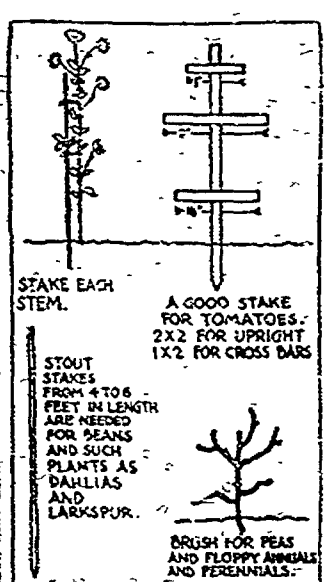 STAKE EACH
STEM.
A GOOD STAKE
FOR TOMATOES.
2X2 FOR UPRIGHT
1X2 FOR CROSS BARS
STOUT
STAKES
FROM 4 TO 6
FEET IN LENGTH
ARE NEEDED
FOR BEANS
AND SUCH
PLANTS AS
DAHLIAS
AND
LARKSPUR.
BRUSH FOR PEAS
AND FLOPPY ANNUALS
AND PERENNIALS.